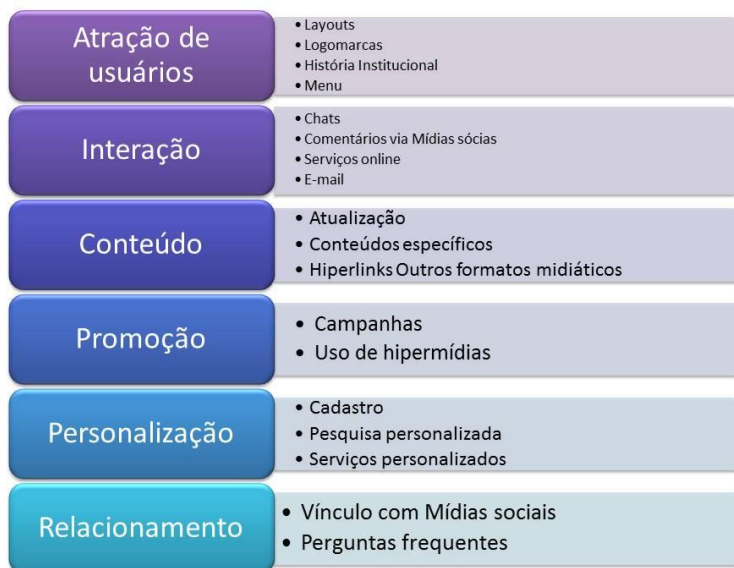 Atração de
usuários
• Layouts
• Logomarcas
• História Institucional
• Menu
Interação
• Chats
• Comentários via Mídias sócias
• Serviços online
• E-mail
Conteúdo
• Atualização
• Conteúdos específicos
• Hiperlinks Outros formatos midiáticos
Promoção
• Campanhas
• Uso de hipermídias
Personalização
• Cadastro
• Pesquisa personalizada
• Serviços personalizados
Relacionamento
• Vínculo com Mídias sociais
• Perguntas frequentes